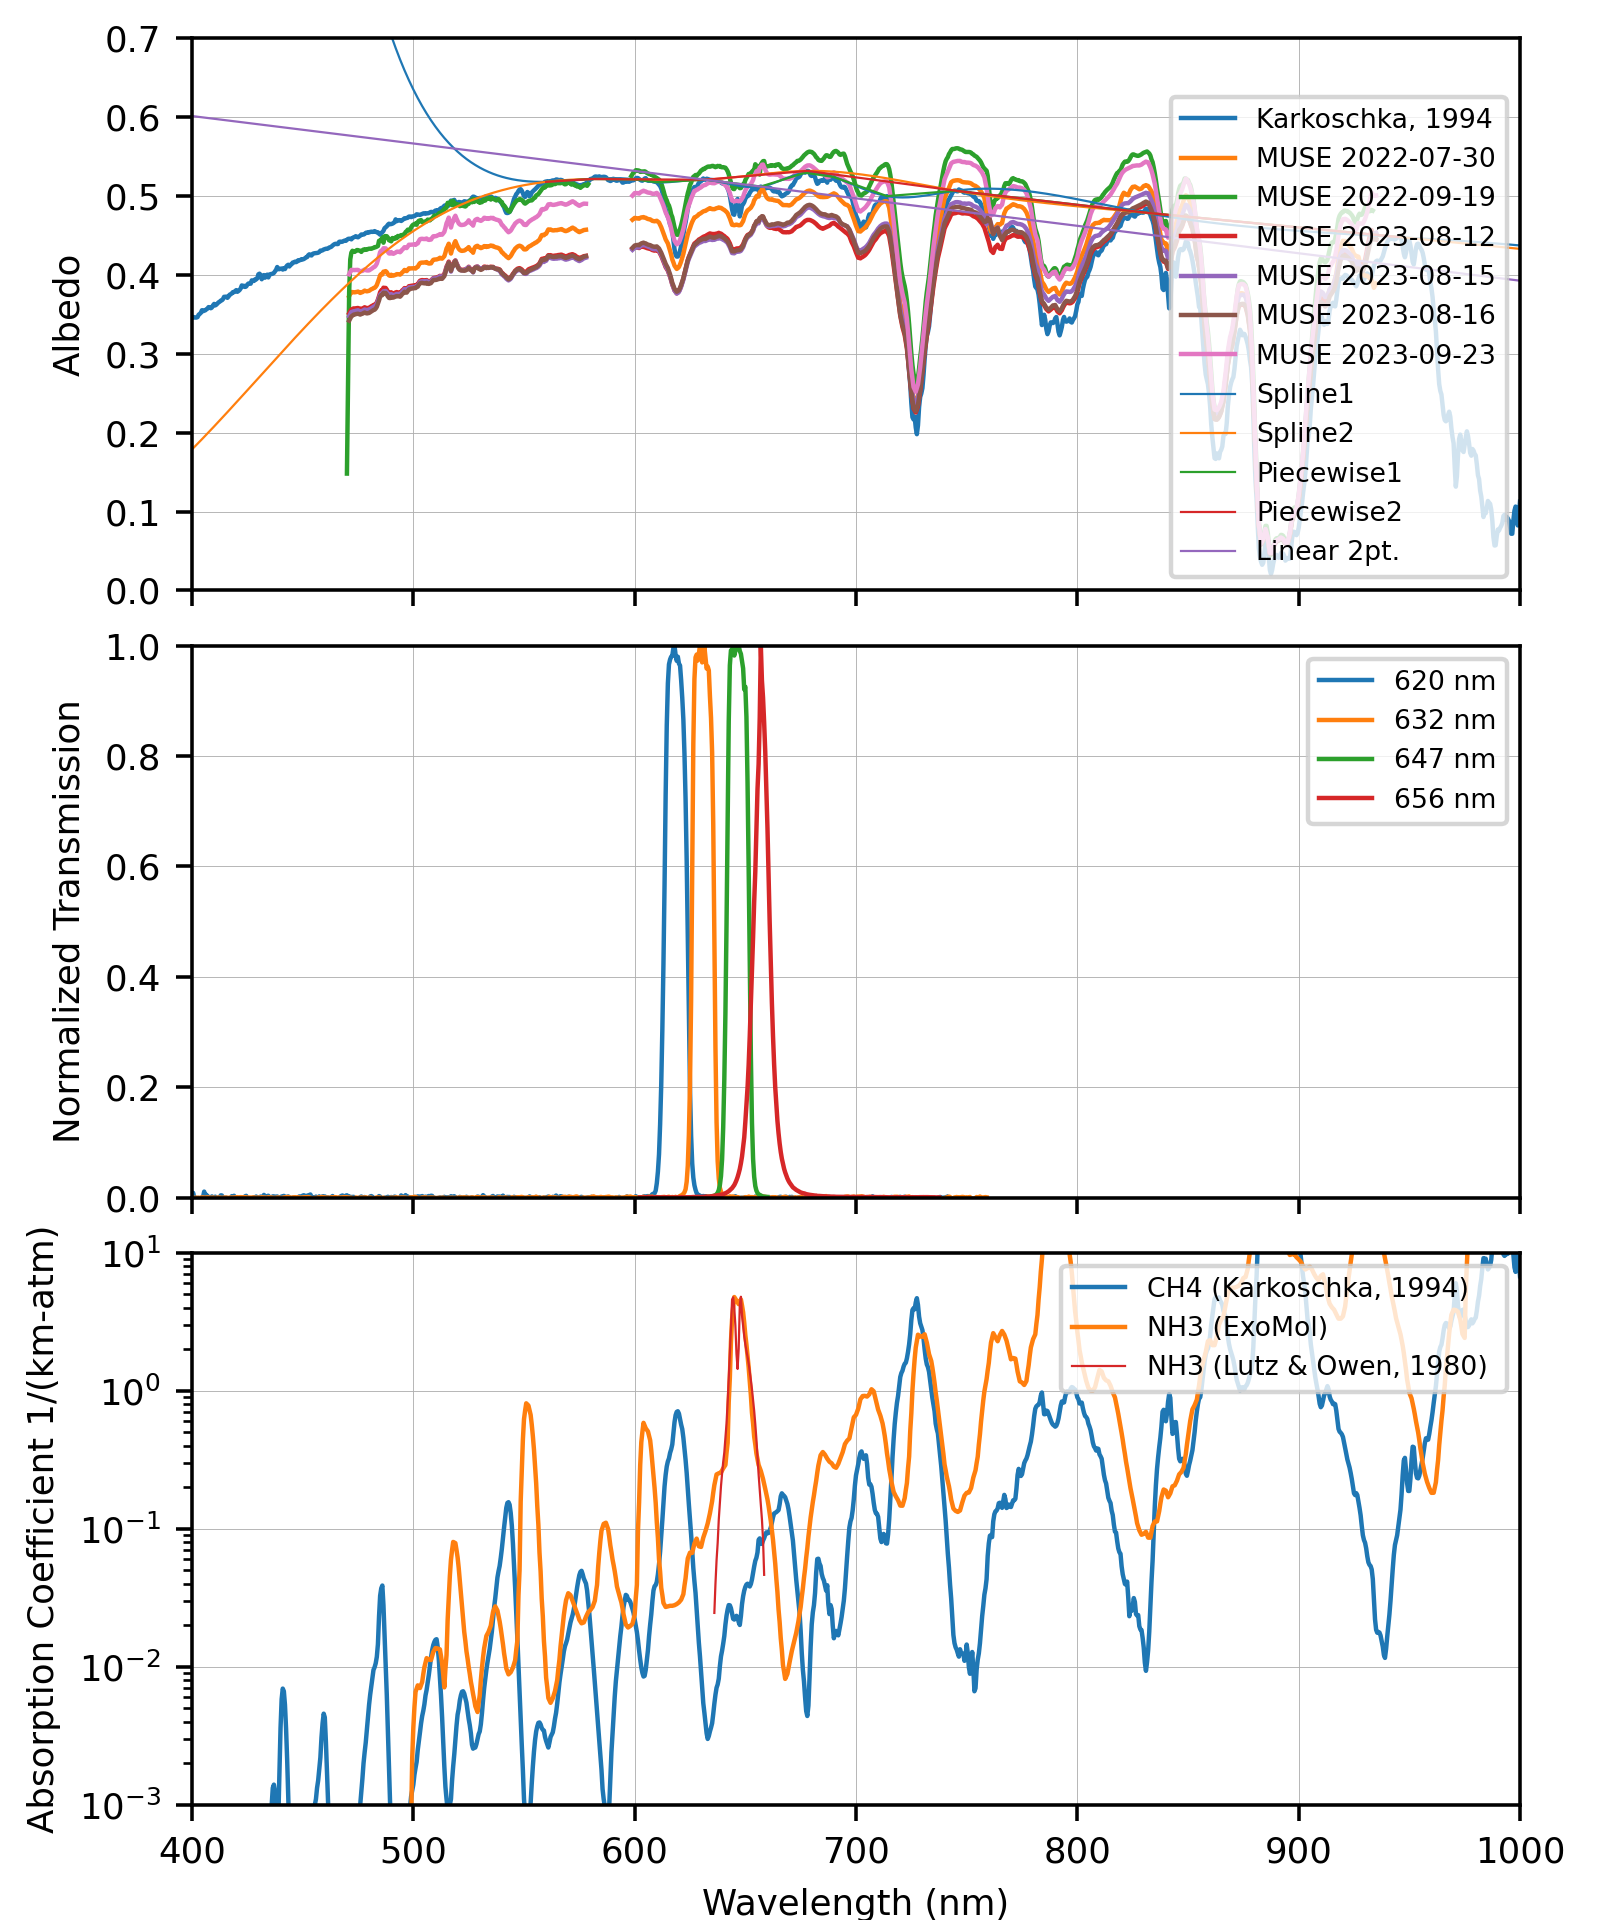 0.7
0.6
0.5
0.4
0.3
0.2
0.1
0.0
Albedo
Karkoschka, 1994
MUSE 2022-07-30
MUSE 2022-09-19
MUSE 2023-08-12
MUSE 2023-08-15
MUSE 2023-08-16
MUSE 2023-09-23
Spline1
Spline2
Piecewise1
Piecewise2
Linear 2pt.
1.0
0.8
0.6
0.4
0.2
0.0
Normalized Transmission
620 nm
632 nm
647 nm
656 nm
10¹
10⁰
10⁻¹
10⁻²
10⁻³
Absorption Coefficient 1/(km-atm)
CH4 (Karkoschka, 1994)
NH3 (ExoMol)
NH3 (Lutz & Owen, 1980)
400 500 600 700 800 900 1000
Wavelength (nm)